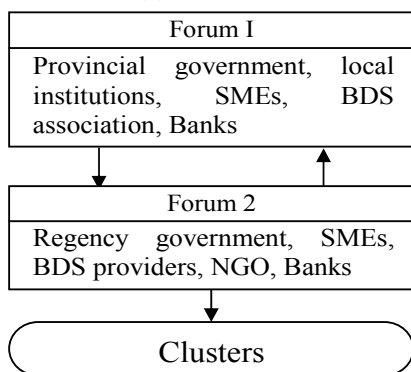 Forum I
Provincial government, local
institutions, SMEs, BDS
association, Banks
Forum 2
Regency government, SMEs,
BDS providers, NGO, Banks
Clusters